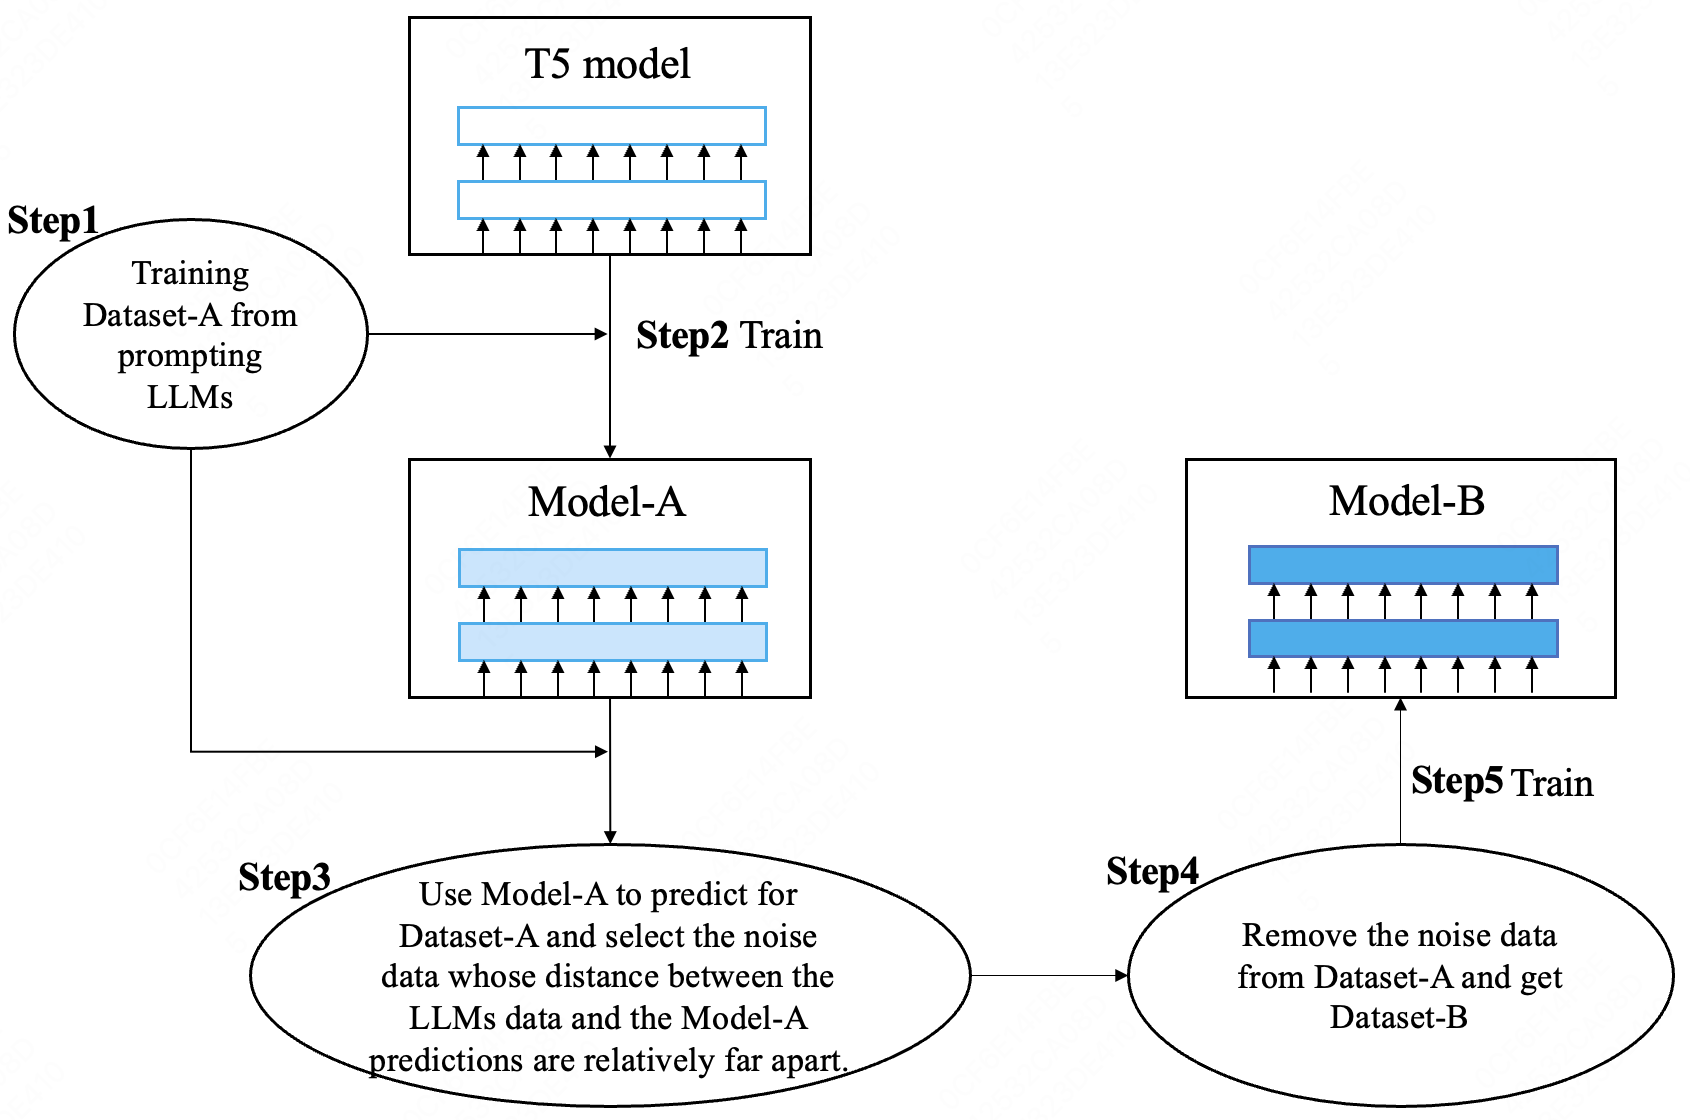 T5 model
Step1
Training
Dataset-A from
prompting
LLMs
Step2 Train
Model-A
Model-B
Step3
Use Model-A to predict for
Dataset-A and select the noise
data whose distance between the
LLMs data and the Model-A
predictions are relatively far apart.
Step4
Remove the noise data
from Dataset-A and get
Dataset-B
Step5 Train